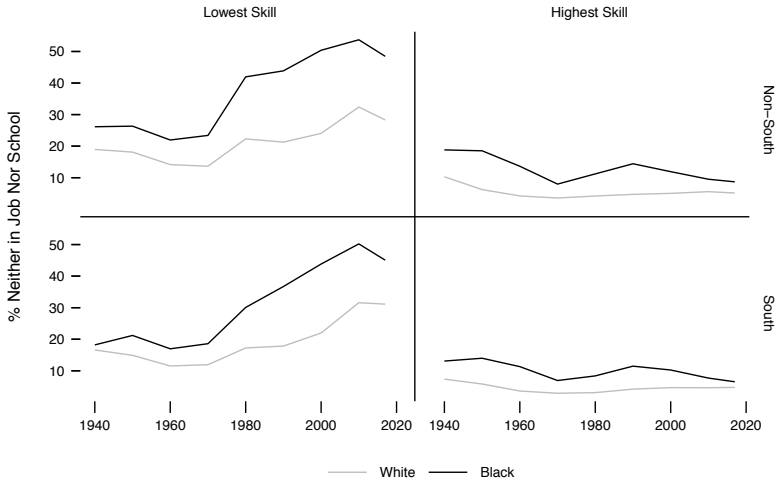 Lowest Skill
Highest Skill
% Neither in Job Nor School
50
40
30
20
10
Non−South
50
40
30
20
10
South
1940
1960
1980
2000
2020
1940
1960
1980
2000
2020
White
Black